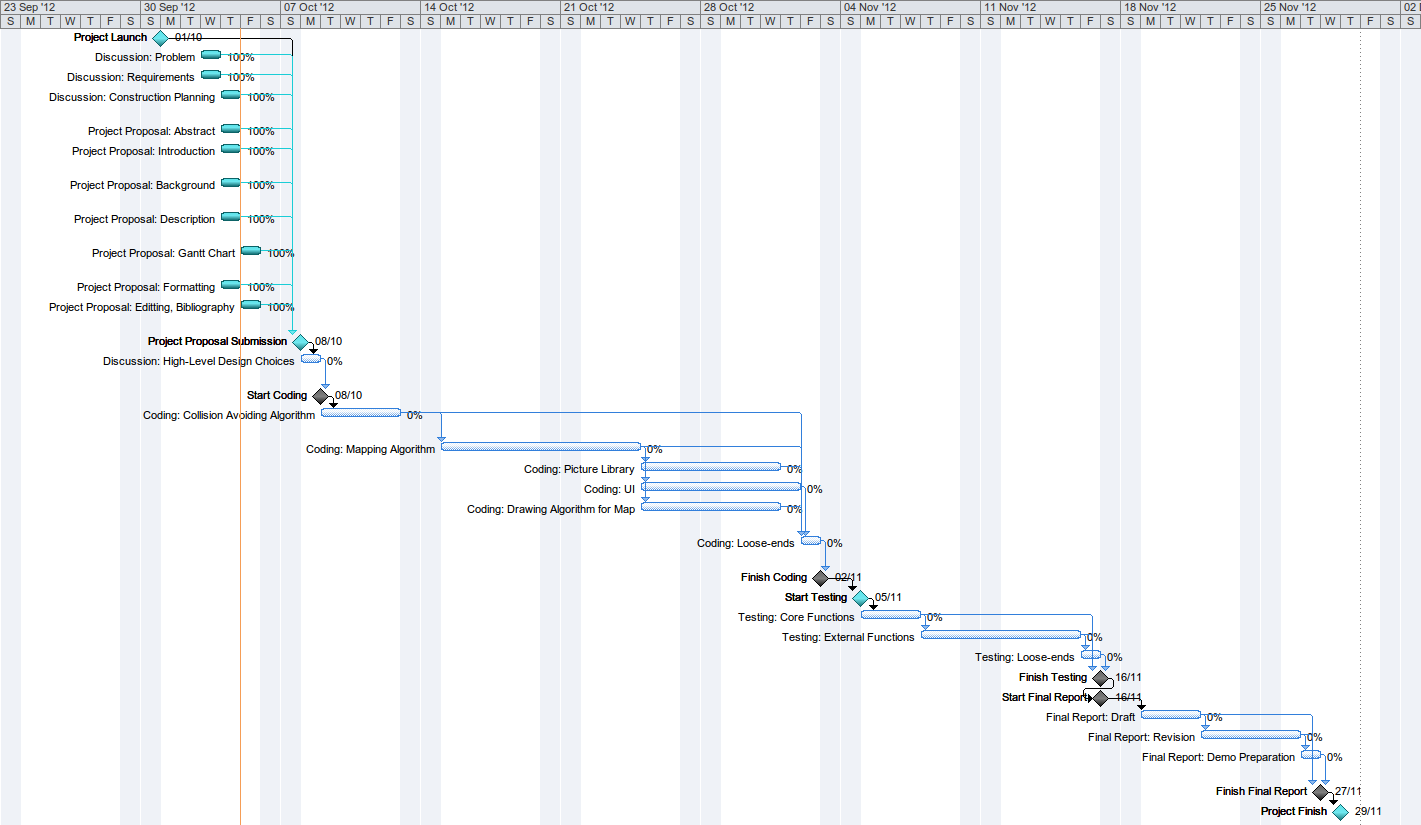 23 Sep '12 30 Sep '12 07 Oct '12 14 Oct '12 21 Oct '12 28 Oct '12 04 Nov '12 11 Nov '12 18 Nov '12 25 Nov '12 02
S M T W T F S S M T W T F S S M T W T F S S M T W T F S S M T W T F S S M T W T F S S M T W T F S S M T W T F S S M T W T F S S M T W T F S S
Project Launch 01/10
Discussion: Problem 100%
Discussion: Requirements 100%
Discussion: Construction Planning 100%
Project Proposal: Abstract 100%
Project Proposal: Introduction 100%
Project Proposal: Background 100%
Project Proposal: Description 100%
Project Proposal: Gantt Chart 100%
Project Proposal: Formatting 100%
Project Proposal: Editting, Bibliography 100%
Project Proposal Submission 08/10
Discussion: High-Level Design Choices 0%
Start Coding 08/10
Coding: Collision Avoiding Algorithm 0%
Coding: Mapping Algorithm 0%
Coding: Picture Library 0%
Coding: UI 0%
Coding: Drawing Algorithm for Map 0%
Coding: Loose-ends 0%
Finish Coding 02/11
Start Testing 05/11
Testing: Core Functions 0%
Testing: External Functions 0%
Testing: Loose-ends 0%
Finish Testing 16/11
Start Final Report 16/11
Final Report: Draft 0%
Final Report: Revision 0%
Final Report: Demo Preparation 0%
Finish Final Report 27/11
Project Finish 29/11